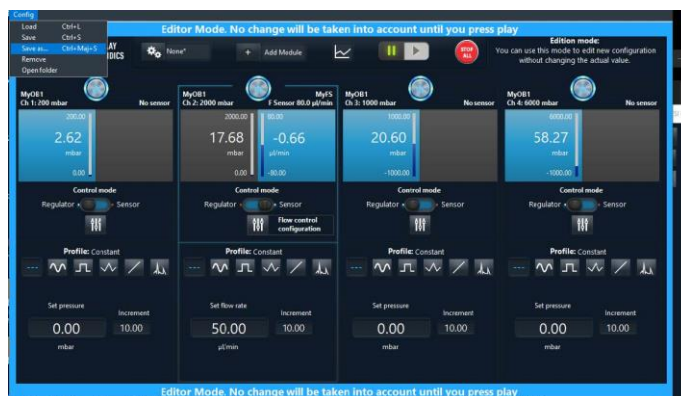 Config
Editor Mode. No change will be taken into account until you press play
Load Ctrl+L
Save Ctrl+S
Save as... Ctrl+Maj+S
Remove
Open folder
None*
+ Add Module
STOP ALL
Edition mode:
You can use this mode to edit new configuration
without changing the actual value.
MyOB1
Ch 1: 200 mbar No sensor
200.00
2.62
mbar
0.00
Control mode
Regulator Sensor
Profile: Constant
---
Set pressure
Increment
0.00 10.00
mbar
MyOB1 MyFS
Ch 2: 2000 mbar F Sensor 80.0 µl/min
2000.00 80.00
17.68 -0.66
mbar µl/min
0.00 -80.00
Control mode
Regulator Sensor
Flow control
configuration
Profile: Constant
---
Set flow rate
Increment
50.00 10.00
µl/min
MyOB1
Ch 3: 1000 mbar No sensor
1000.00
20.60
mbar
-1000.00
Control mode
Regulator Sensor
Profile: Constant
---
Set pressure
Increment
0.00 10.00
mbar
MyOB1
Ch 4: 6000 mbar No sensor
6000.00
58.27
mbar
-1000.00
Control mode
Regulator Sensor
Profile: Constant
---
Set pressure
Increment
0.00 10.00
mbar
Editor Mode. No change will be taken into account until you press play